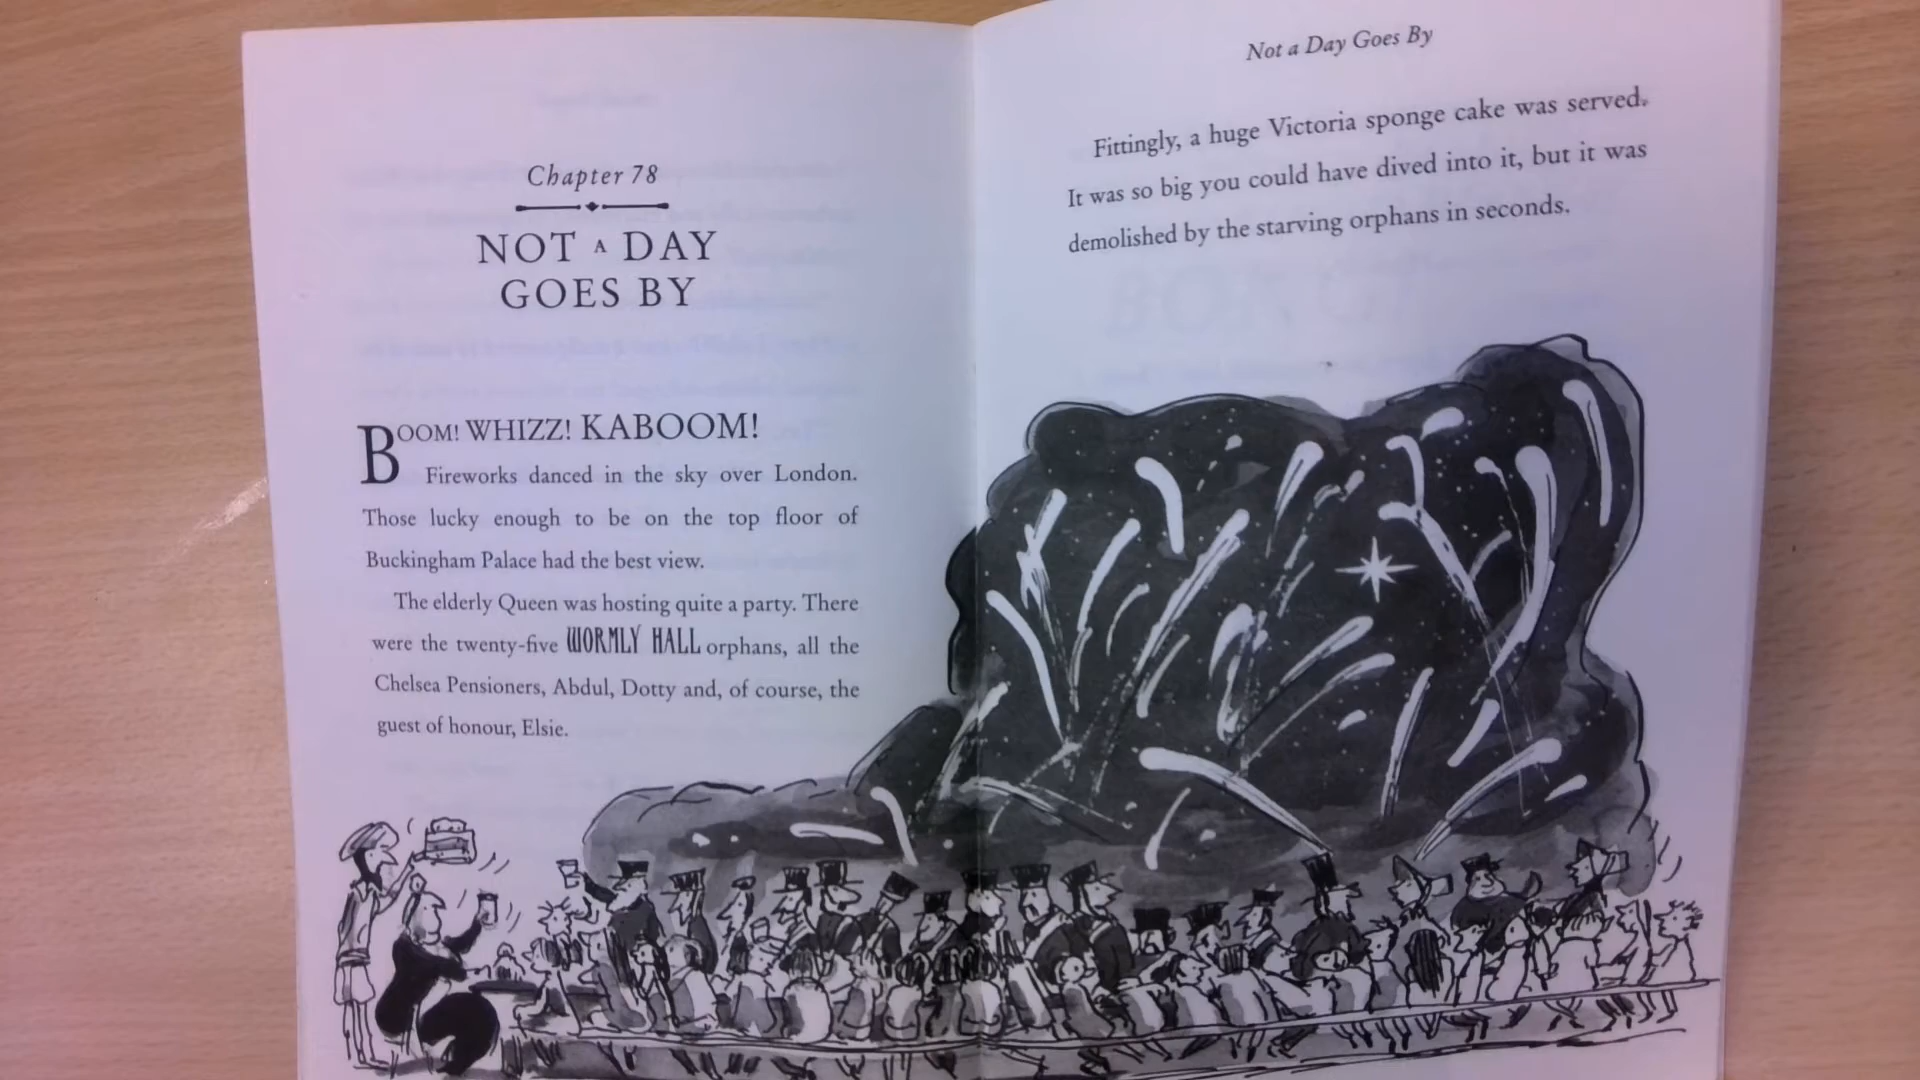 Chapter 78
NOT A DAY
GOES BY
BOOM! WHIZZ! KABOOM!
Fireworks danced in the sky over London.
Those lucky enough to be on the top floor of
Buckingham Palace had the best view.
The elderly Queen was hosting quite a party. There
were the twenty-five WORMLY HALL orphans, all the
Chelsea Pensioners, Abdul, Dotty and, of course, the
guest of honour, Elsie.
Not a Day Goes By
Fittingly, a huge Victoria sponge cake was served.
It was so big you could have dived into it, but it was
demolished by the starving orphans in seconds.